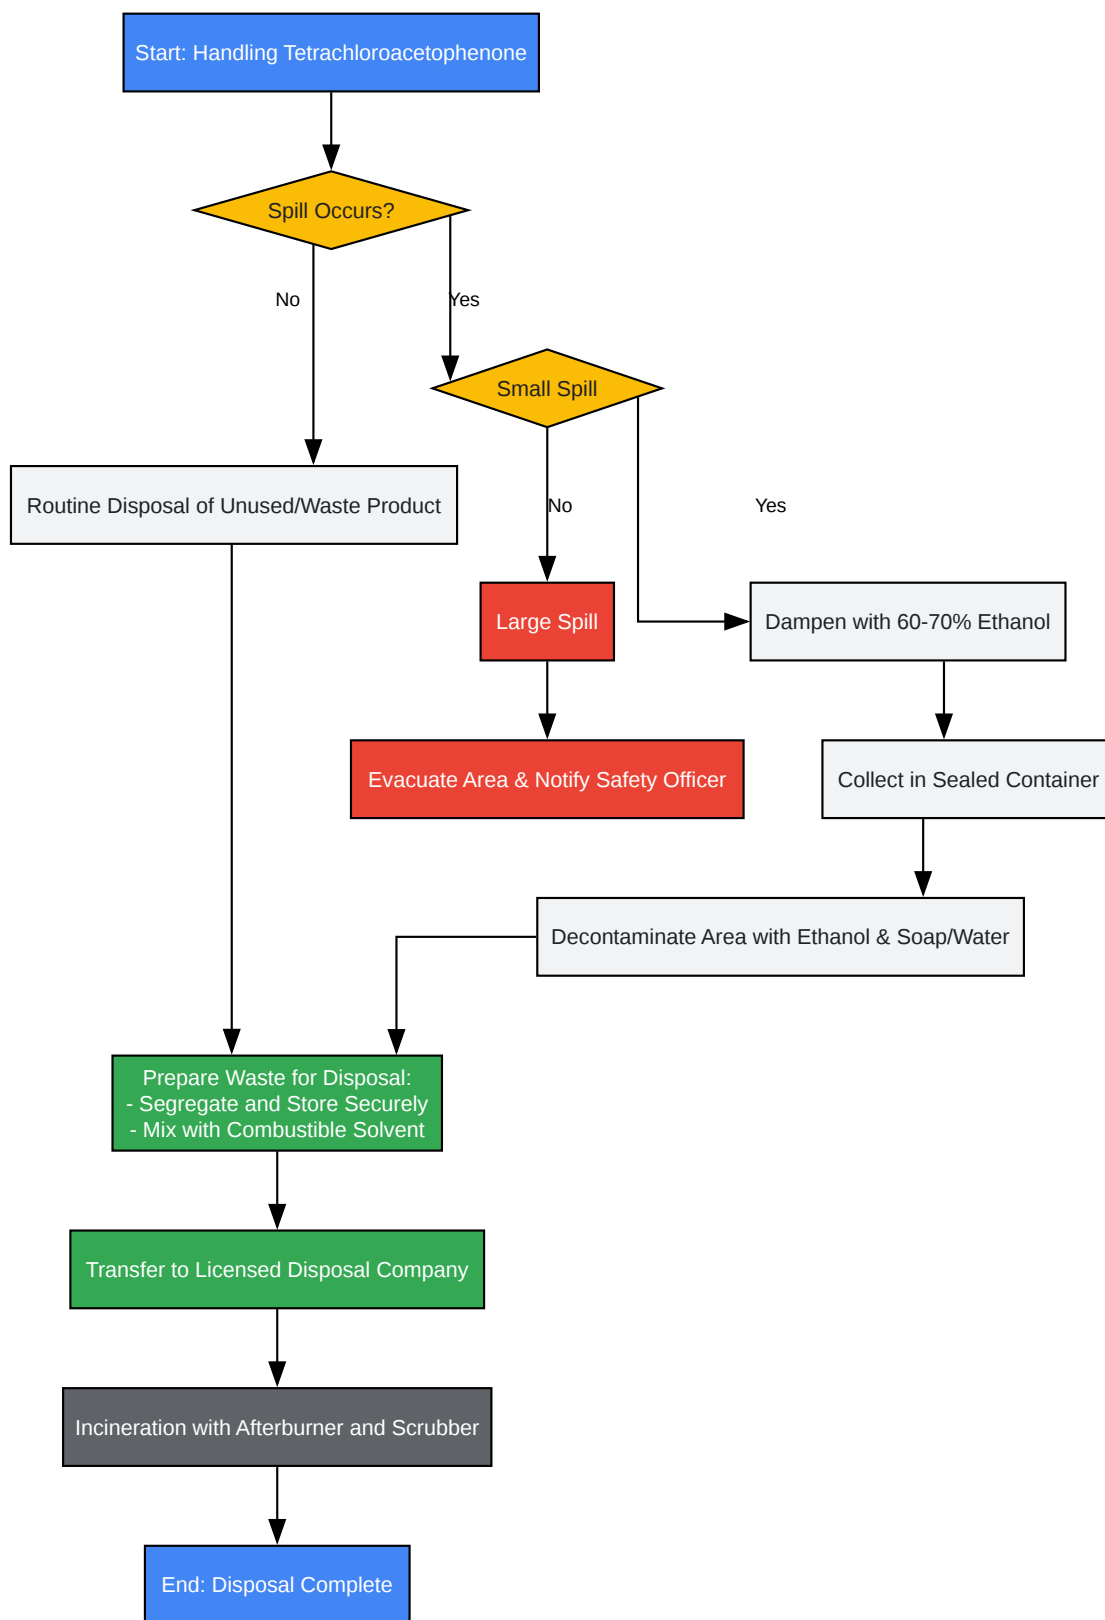 Start: Handling Tetrachloroacetophenone
Spill Occurs?
No
Yes
Small Spill
Routine Disposal of Unused/Waste Product
No
Yes
Large Spill
Dampen with 60-70% Ethanol
Evacuate Area & Notify Safety Officer
Collect in Sealed Container
Decontaminate Area with Ethanol & Soap/Water
Prepare Waste for Disposal:
- Segregate and Store Securely
- Mix with Combustible Solvent
Transfer to Licensed Disposal Company
Incineration with Afterburner and Scrubber
End: Disposal Complete